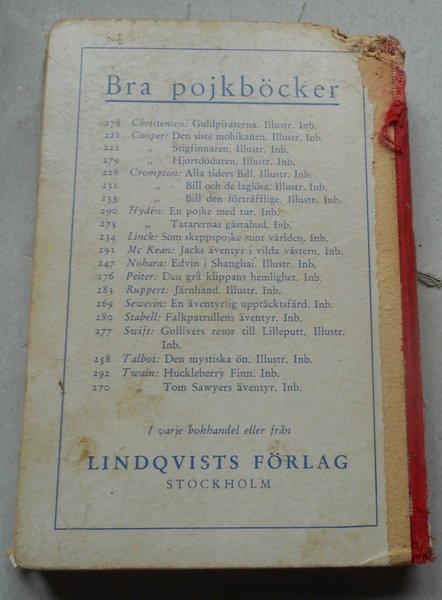 Bra pojkböcker
278 Christensen: Guldpiraterna. Illustr. Inb.
221 Cooper: Den siste mohikanen. Illustr. Inb.
222 „ Stigfinnaren. Illustr. Inb.
279 „ Hjortdödaren. Illustr. Inb.
228 Crompton: Alla tiders Bill. Illustr. Inb.
231 „ Bill och de laglösa. Illustr. Inb.
233 „ Bill den förträfflige. Illustr. Inb.
290 Hydén: En pojke med tur. Inb.
275 „ Tatarernas gästabud. Inb.
234 Linck: Som skeppspojke runt världen. Inb.
291 Mc Kean: Jacks äventyr i vilda västern. Inb.
247 Nohara: Edvin i Shanghai. Illustr. Inb.
276 Peiter: Den grå klippans hemlighet. Inb.
283 Ruppert: Järnhand. Illustr. Inb.
269 Sewerin: En äventyrlig upptäcktsfärd. Inb.
280 Stabell: Falkpatrullens äventyr. Inb.
277 Swift: Gullivers resor till Lilleputt. Illustr.
Inb.
258 Talbot: Den mystiska ön. Illustr. Inb.
292 Twain: Huckleberry Finn. Inb.
270 „ Tom Sawyers äventyr. Inb.
I varje bokhandel eller från
LINDQVISTS FÖRLAG
STOCKHOLM